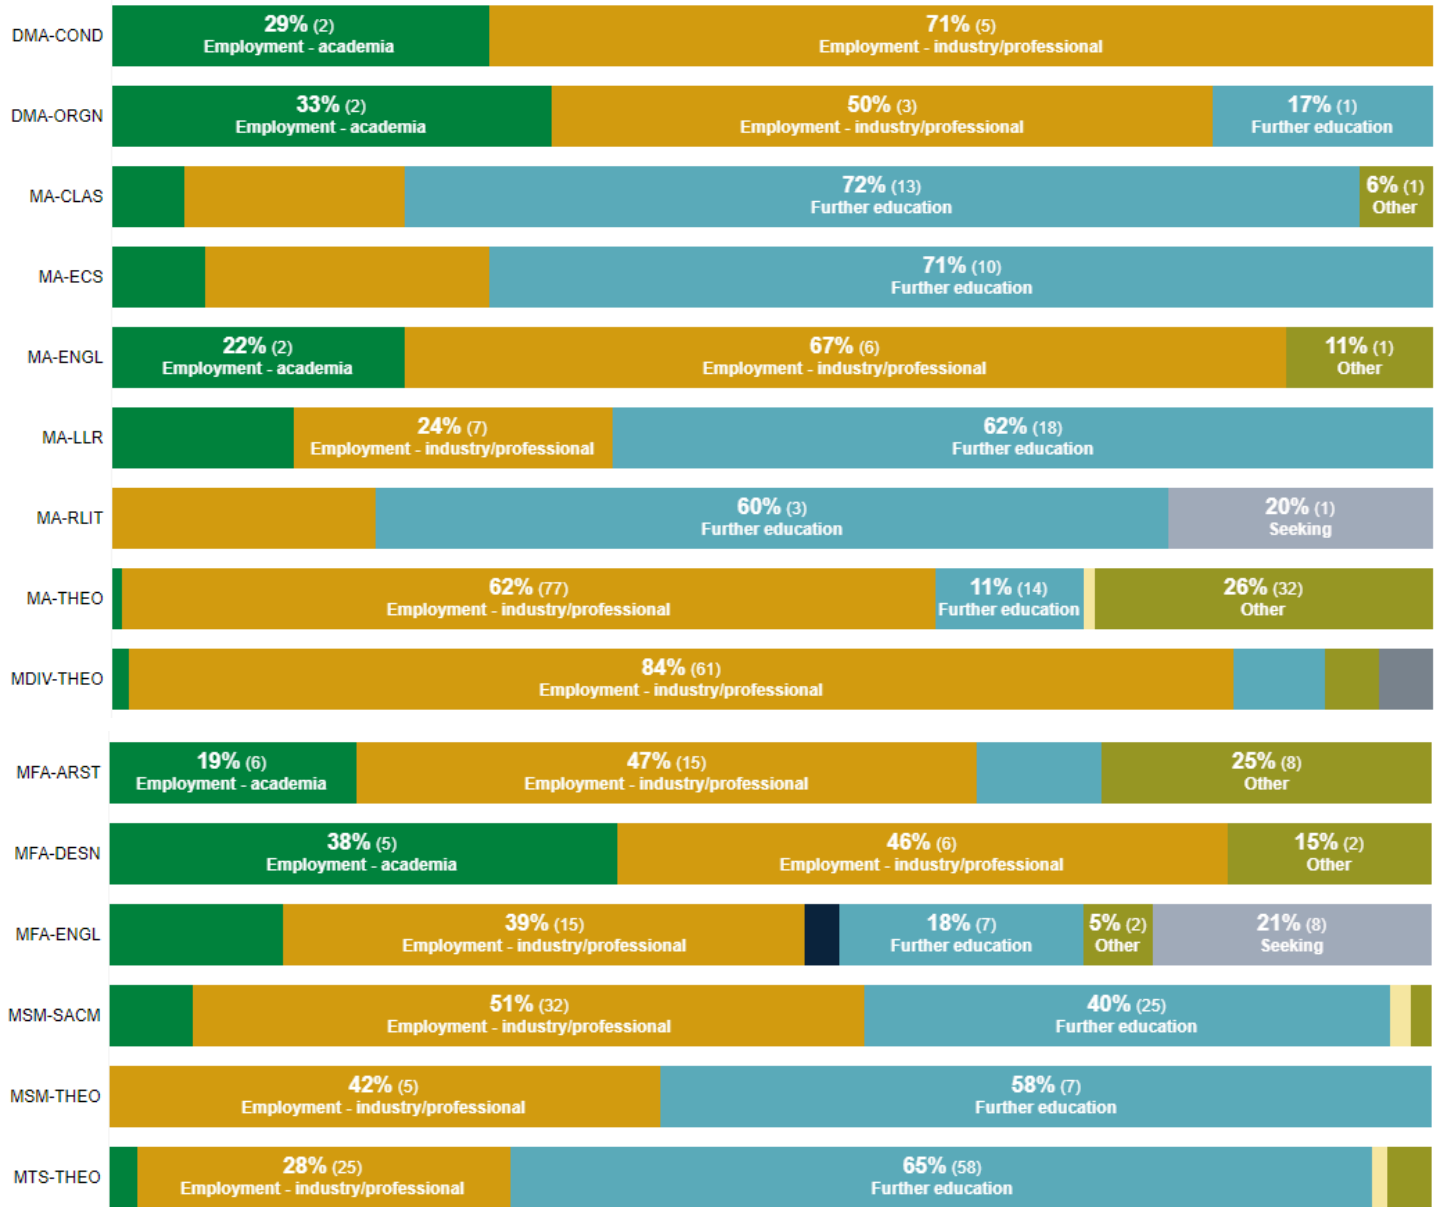 DMA-COND 29% (2) 71% (5)
Employment - academia Employment - industry/professional
DMA-ORGN 33% (2) 50% (3) 17% (1)
Employment - academia Employment - industry/professional Further education
MA-CLAS 72% (13) 6% (1)
Further education Other
MA-ECS 71% (10)
Further education
MA-ENGL 22% (2) 67% (6) 11% (1)
Employment - academia Employment - industry/professional Other
MA-LLR 24% (7) 62% (18)
Employment - industry/professional Further education
MA-RLIT 60% (3) 20% (1)
Further education Seeking
MA-THEO 62% (77) 11% (14) 26% (32)
Employment - industry/professional Further education Other
MDIV-THEO 84% (61)
Employment - industry/professional
MFA-ARST 19% (6) 47% (15) 25% (8)
Employment - academia Employment - industry/professional Other
MFA-DESN 38% (5) 46% (6) 15% (2)
Employment - academia Employment - industry/professional Other
MFA-ENGL 39% (15) 18% (7) 5% (2) 21% (8)
Employment - industry/professional Further education Other Seeking
MSM-SACM 51% (32) 40% (25)
Employment - industry/professional Further education
MSM-THEO 42% (5) 58% (7)
Employment - industry/professional Further education
MTS-THEO 28% (25) 65% (58)
Employment - industry/professional Further education